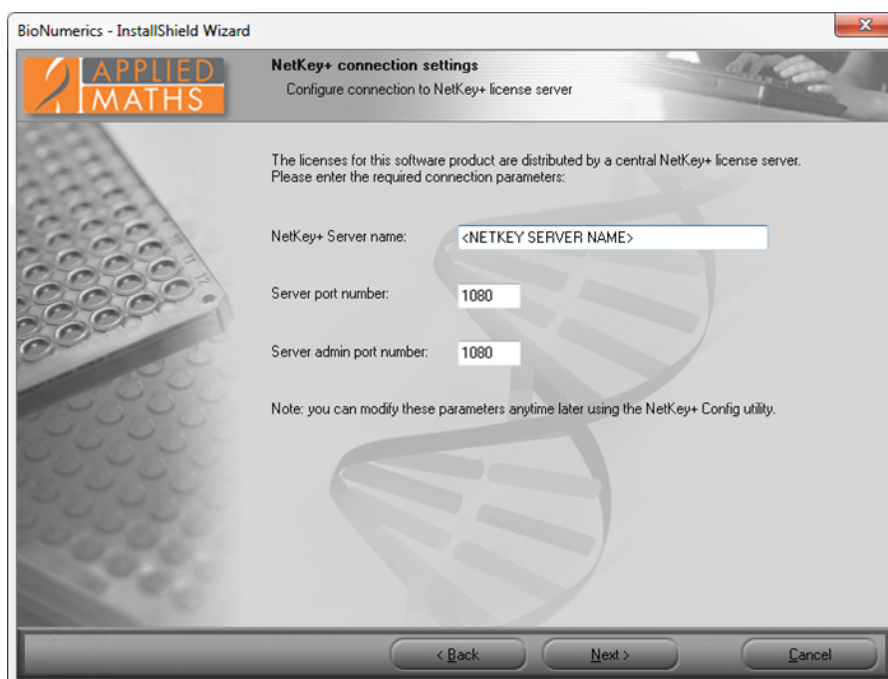 BioNumerics - InstallShield Wizard
APPLIED
MATHS
NetKey+ connection settings
Configure connection to NetKey+ license server
The licenses for this software product are distributed by a central NetKey+ license server.
Please enter the required connection parameters:
NetKey+ Server name: <NETKEY SERVER NAME>
Server port number: 1080
Server admin port number: 1080
Note: you can modify these parameters anytime later using the NetKey+ Config utility.
< Back Next > Cancel